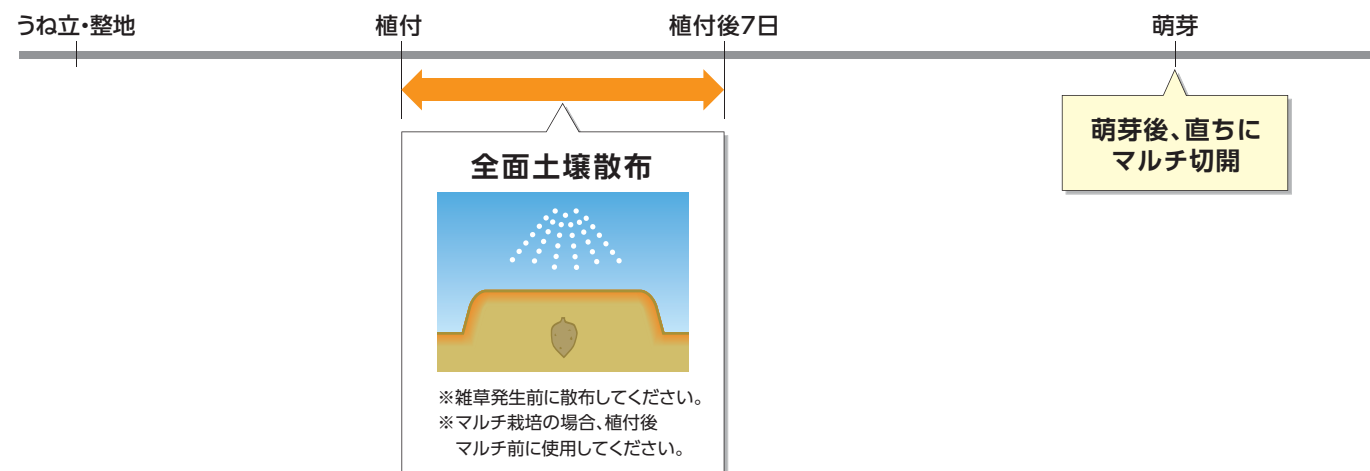 うね立・整地
植付
植付後7日
萌芽
全面土壌散布
※雑草発生前に散布してください。
※マルチ栽培の場合、植付後
マルチ前に使用してください。
萌芽後、直ちに
マルチ切開